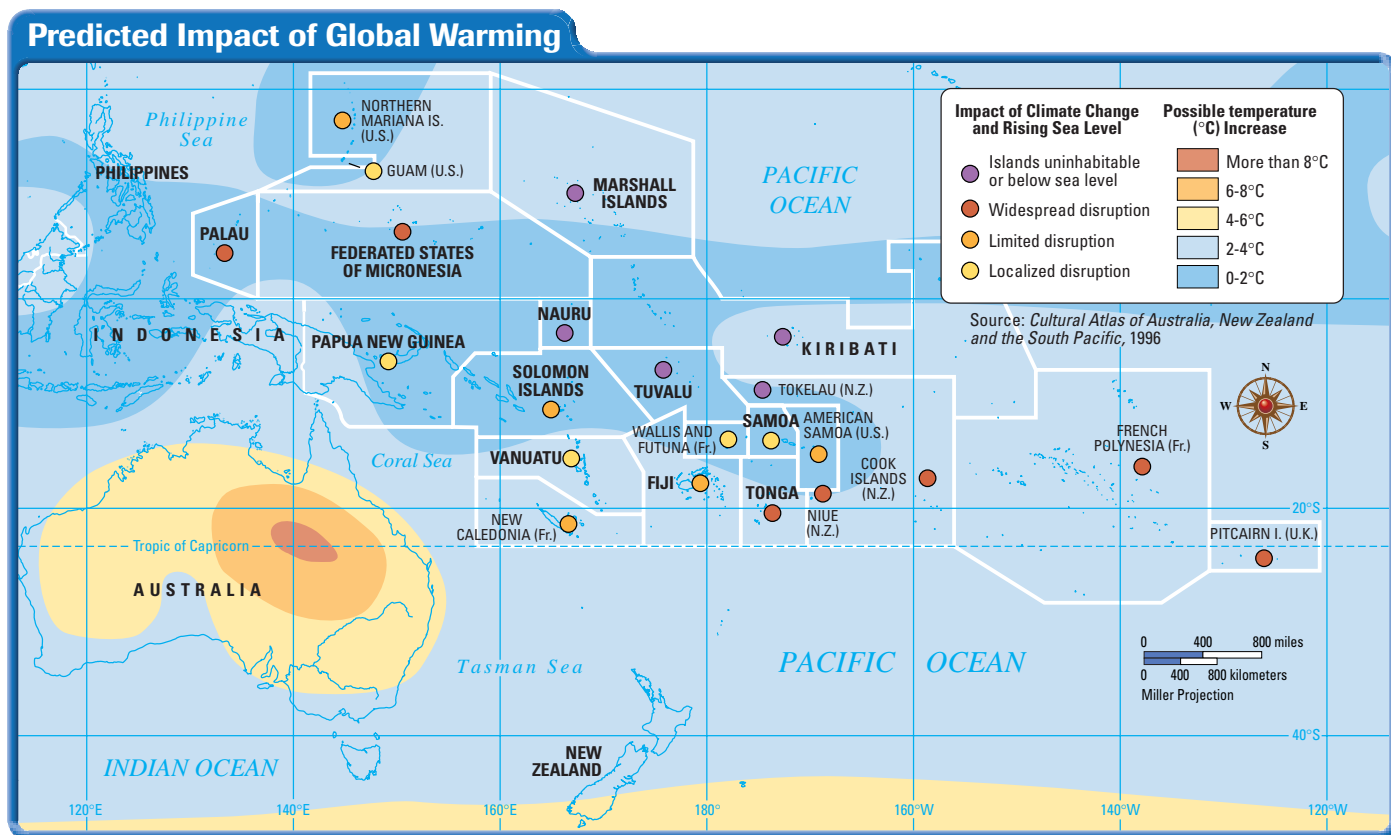 Predicted Impact of Global Warming
Impact of Climate Change
and Rising Sea Level
Islands uninhabitable
or below sea level
Widespread disruption
Limited disruption
Localized disruption
Possible temperature
(°C) Increase
More than 8°C
6-8°C
4-6°C
2-4°C
0-2°C
Source: Cultural Atlas of Australia, New Zealand
and the South Pacific, 1996
Philippine
Sea
NORTHERN
MARIANA IS.
(U.S.)
GUAM (U.S.)
PHILIPPINES
MARSHALL
ISLANDS
PACIFIC
OCEAN
PALAU
FEDERATED STATES
OF MICRONESIA
INDONESIA
NAURU
PAPUA NEW GUINEA
KIRIBATI
SOLOMON
ISLANDS
TUVALU
TOKELAU (N.Z.)
WALLIS AND
FUTUNA (Fr.)
SAMOA
AMERICAN
SAMOA (U.S.)
Coral Sea
VANUATU
FIJI
TONGA
COOK
ISLANDS
(N.Z.)
NIUE
(N.Z.)
FRENCH
POLYNESIA (Fr.)
NEW
CALEDONIA (Fr.)
PITCAIRN I. (U.K.)
N
W
E
S
20°S
Tropic of Capricorn
AUSTRALIA
Tasman Sea
PACIFIC OCEAN
0 400 800 miles
0 400 800 kilometers
Miller Projection
40°S
INDIAN OCEAN
NEW
ZEALAND
120°E
140°E
160°E
180°
160°W
140°W
120°W